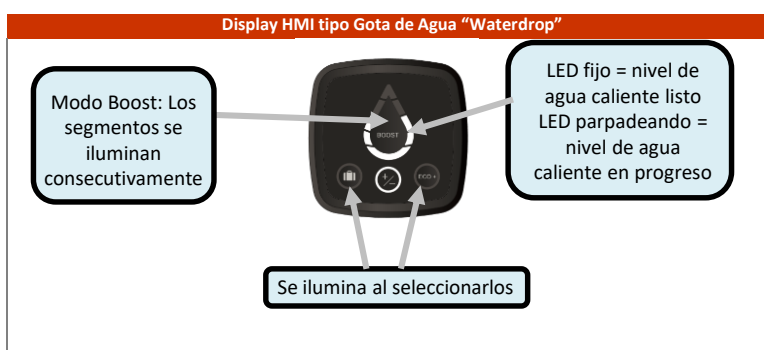 Display HMI tipo Gota de Agua “Waterdrop”
Modo Boost: Los
segmentos se
iluminan
consecutivamente
LED fijo = nivel de
agua caliente listo
LED parpadeando =
nivel de agua
caliente en progreso
BOOST
+/-
Se ilumina al seleccionarlos